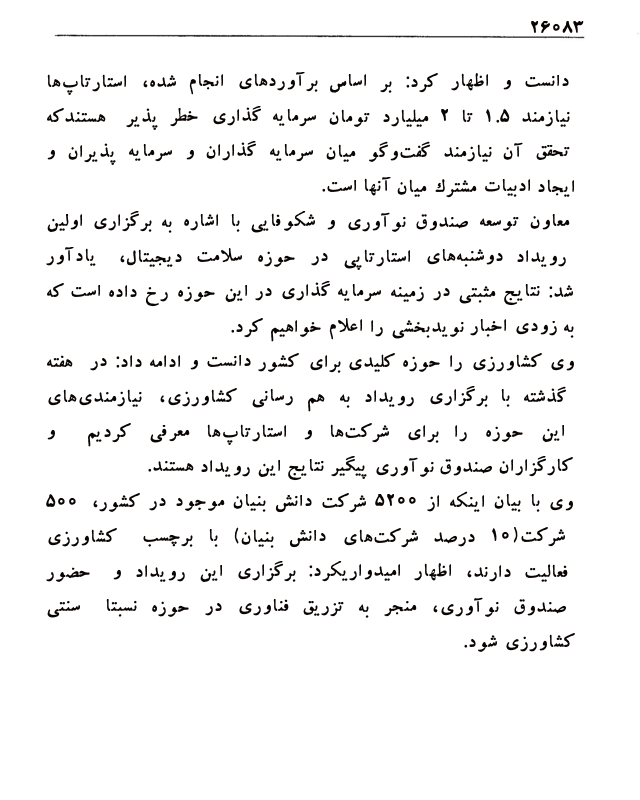 ۲۶۰۸۳
دانست و اظهار کرد: بر اساس برآوردهای انجام شده، استارتاپ‌ها
نیازمند ۱.۵ تا ۲ میلیارد تومان سرمایه گذاری خطر پذیر هستندکه
تحقق آن نیازمند گفت‌وگو میان سرمایه گذاران و سرمایه پذیران و
ایجاد ادبیات مشترك میان آنها است.
معاون توسعه صندوق نوآوری و شکوفایی با اشاره به برگزاری اولین
رویداد دوشنبه‌های استارتاپی در حوزه سلامت دیجیتال، یادآور
شد: نتایج مثبتی در زمینه سرمایه گذاری در این حوزه رخ داده است که
به زودی اخبار نویدبخشی را اعلام خواهیم کرد.
وی کشاورزی را حوزه کلیدی برای کشور دانست و ادامه داد: در هفته
گذشته با برگزاری رویداد به هم رسانی کشاورزی، نیازمندی‌های
این حوزه را برای شرکت‌ها و استارتاپ‌ها معرفی کردیم و
کارگزاران صندوق نوآوری پیگیر نتایج این رویداد هستند.
وی با بیان اینکه از ۵۲۰۰ شرکت دانش بنیان موجود در کشور، ۵۰۰
شرکت(۱۰ درصد شرکت‌های دانش بنیان) با برچسب کشاورزی
فعالیت دارند، اظهار امیدواریکرد: برگزاری این رویداد و حضور
صندوق نوآوری، منجر به تزریق فناوری در حوزه نسبتا سنتی
کشاورزی شود.